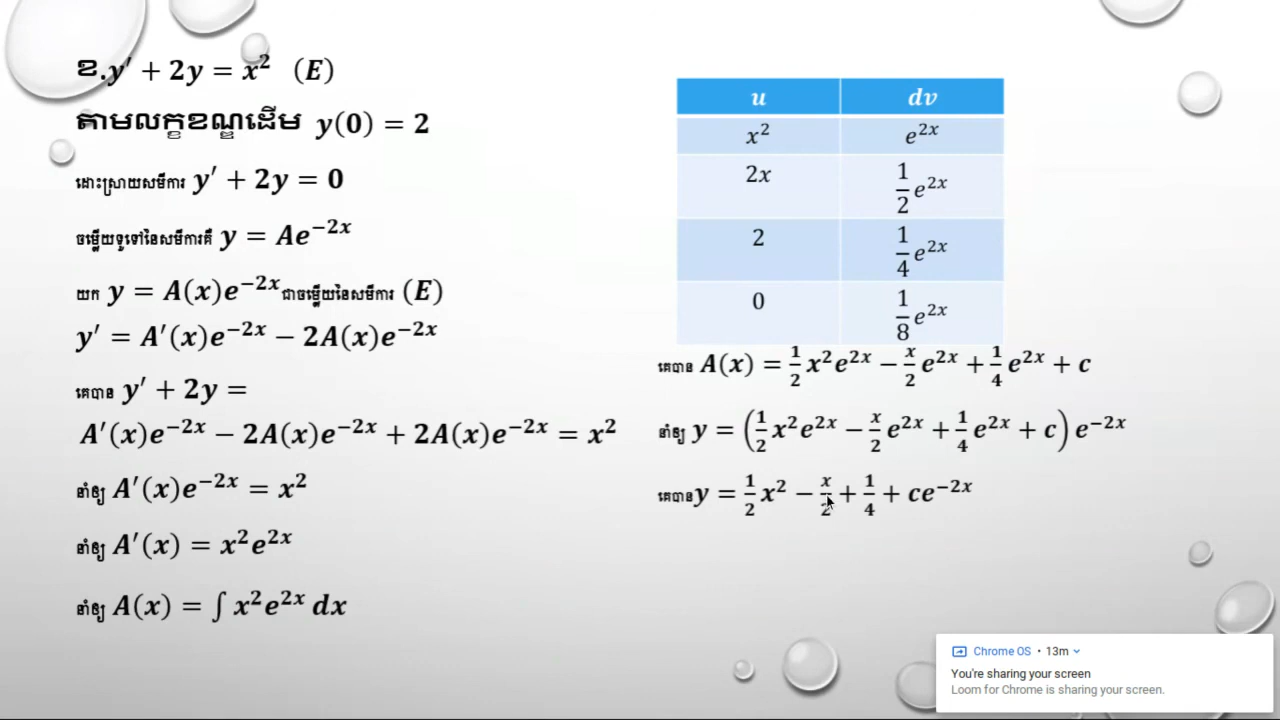 ខ.y′ + 2y = x² (E)
តាមលក្ខខណ្ឌដើម y(0) = 2
ដោះស្រាយសមីការ y′ + 2y = 0
ចម្លើយទូទៅនៃសមីការគឺ y = Ae⁻²ˣ
យក y = A(x)e⁻²ˣជាចម្លើយនៃសមីការ (E)
y′ = A′(x)e⁻²ˣ − 2A(x)e⁻²ˣ
គេបាន y′ + 2y =
A′(x)e⁻²ˣ − 2A(x)e⁻²ˣ + 2A(x)e⁻²ˣ = x²
នាំឲ្យ A′(x)e⁻²ˣ = x²
នាំឲ្យ A′(x) = x²e²ˣ
នាំឲ្យ A(x) = ∫ x²e²ˣ dx
u dv
x² e²ˣ
2x 1/2 e²ˣ
2 1/4 e²ˣ
0 1/8 e²ˣ
គេបាន A(x) = 1/2 x²e²ˣ − x/2 e²ˣ + 1/4 e²ˣ + c
នាំឲ្យ y = (1/2 x²e²ˣ − x/2 e²ˣ + 1/4 e²ˣ + c) e⁻²ˣ
គេបានy = 1/2 x² − x/2 + 1/4 + ce⁻²ˣ
Chrome OS • 13m
You're sharing your screen
Loom for Chrome is sharing your screen.